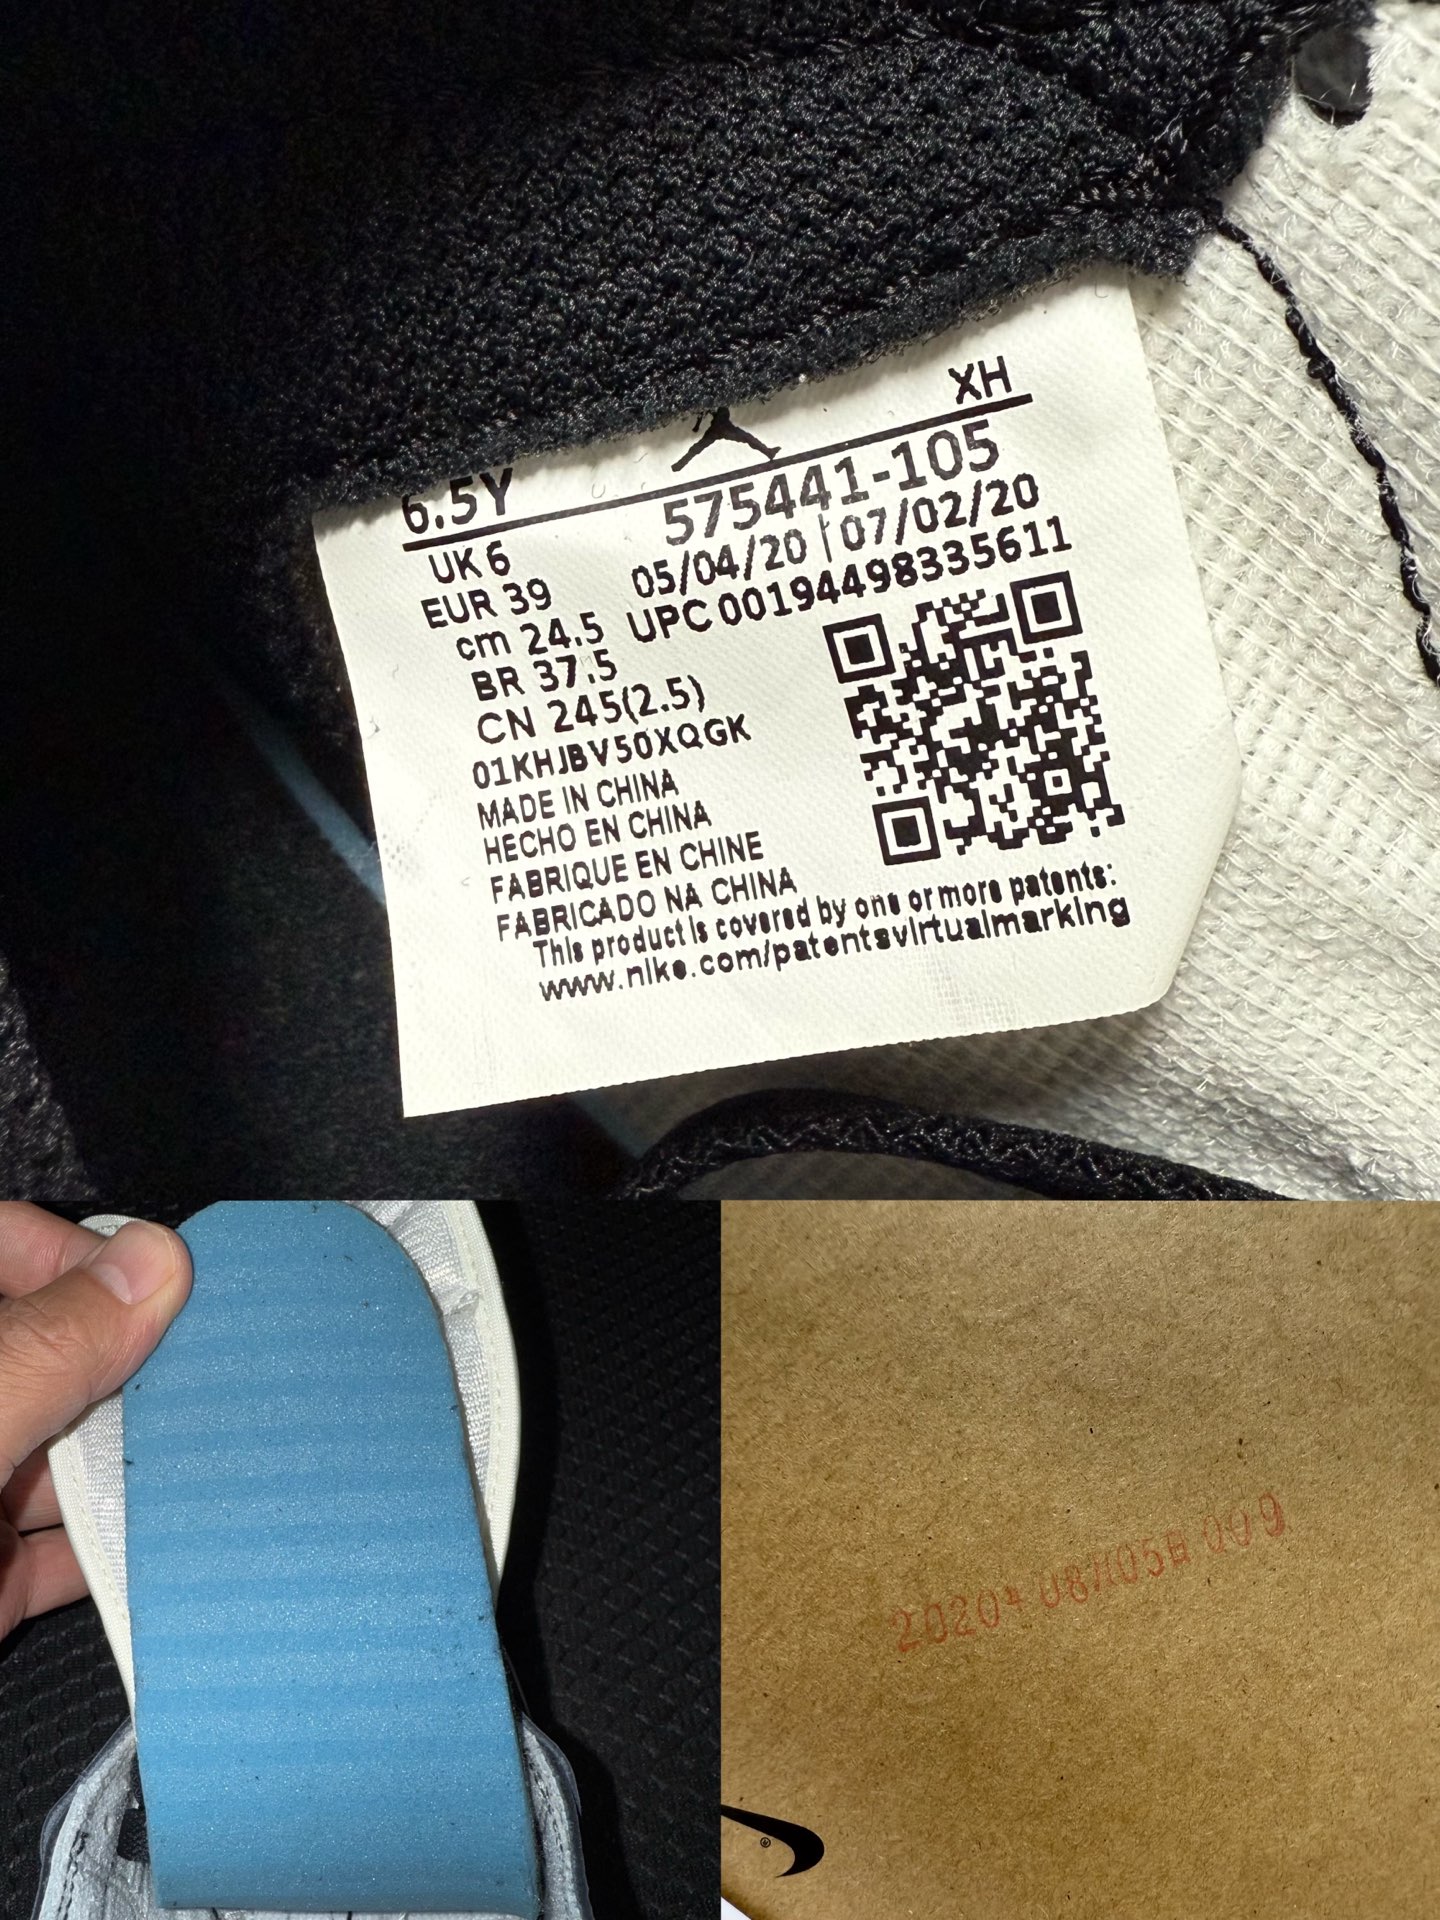 XH
6.5Y
575441-105
UK 6
05/04/20 | 07/02/20
EUR 39
UPC 00194498335611
cm 24.5
BR 37.5
CN 245(2.5)
01KHJBV50XQGK
MADE IN CHINA
HECHO EN CHINA
FABRIQUE EN CHINE
FABRICADO NA CHINA
This product is covered by one or more patents:
www.nike.com/patentsvirtualmarking
009
®